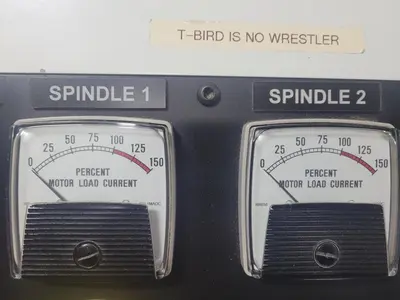 T-BIRD IS NO WRESTLER
SPINDLE 1
SPINDLE 2
0 25 50 75 100 125 150
PERCENT
MOTOR LOAD CURRENT
0 25 50 75 100 125 150
PERCENT
MOTOR LOAD CURRENT